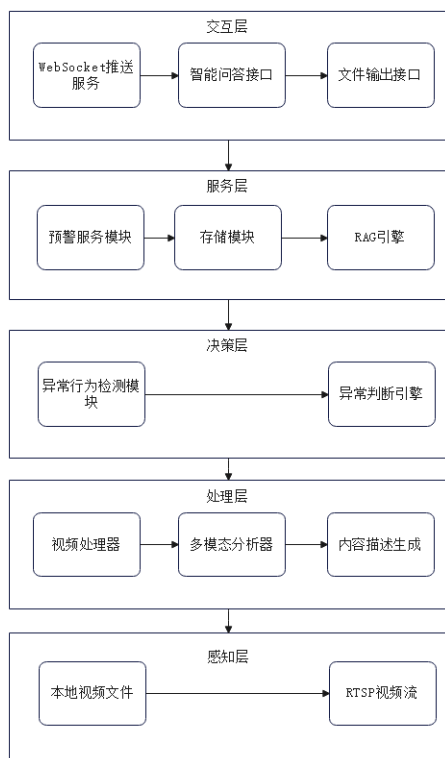 交互层
WebSocket推送
服务
智能问答接口
文件输出接口
服务层
预警服务模块
存储模块
RAG引擎
决策层
异常行为检测模
块
异常判断引擎
处理层
视频处理器
多模态分析器
内容描述生成
感知层
本地视频文件
RTSP视频流